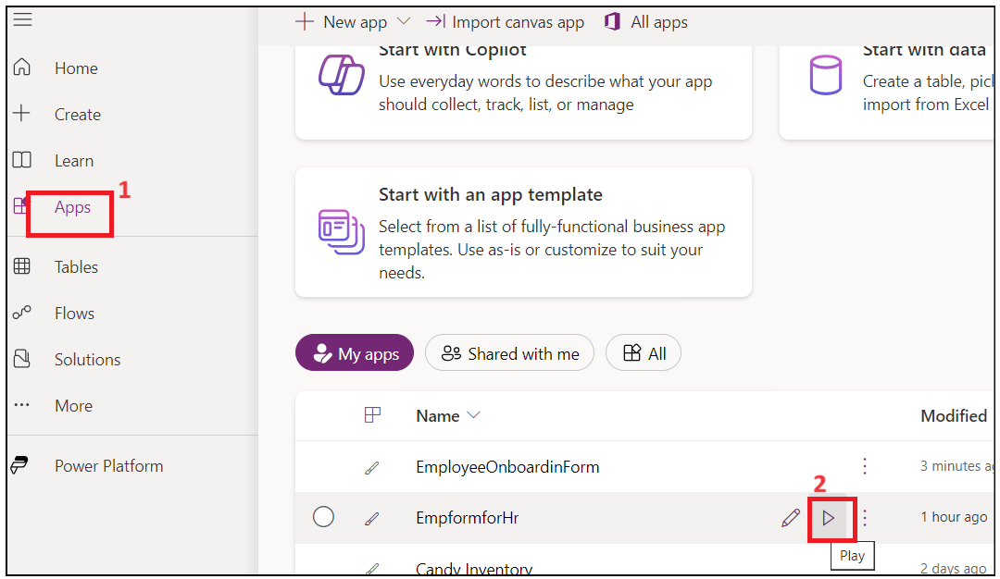 New app
Import canvas app
All apps
Home
Create
Learn
Apps
1
Tables
Flows
Solutions
More
Power Platform
Start with Copilot
Use everyday words to describe what your app
should collect, track, list, or manage
Start with data
Create a table, pick
import from Excel
Start with an app template
Select from a list of fully-functional business app
templates. Use as-is or customize to suit your
needs.
My apps
Shared with me
All
Name
Modified
EmployeeOnboardinForm
3 minutes ag
2
EmpformforHr
1 hour ago
Play
Candy Inventory
2 days ago